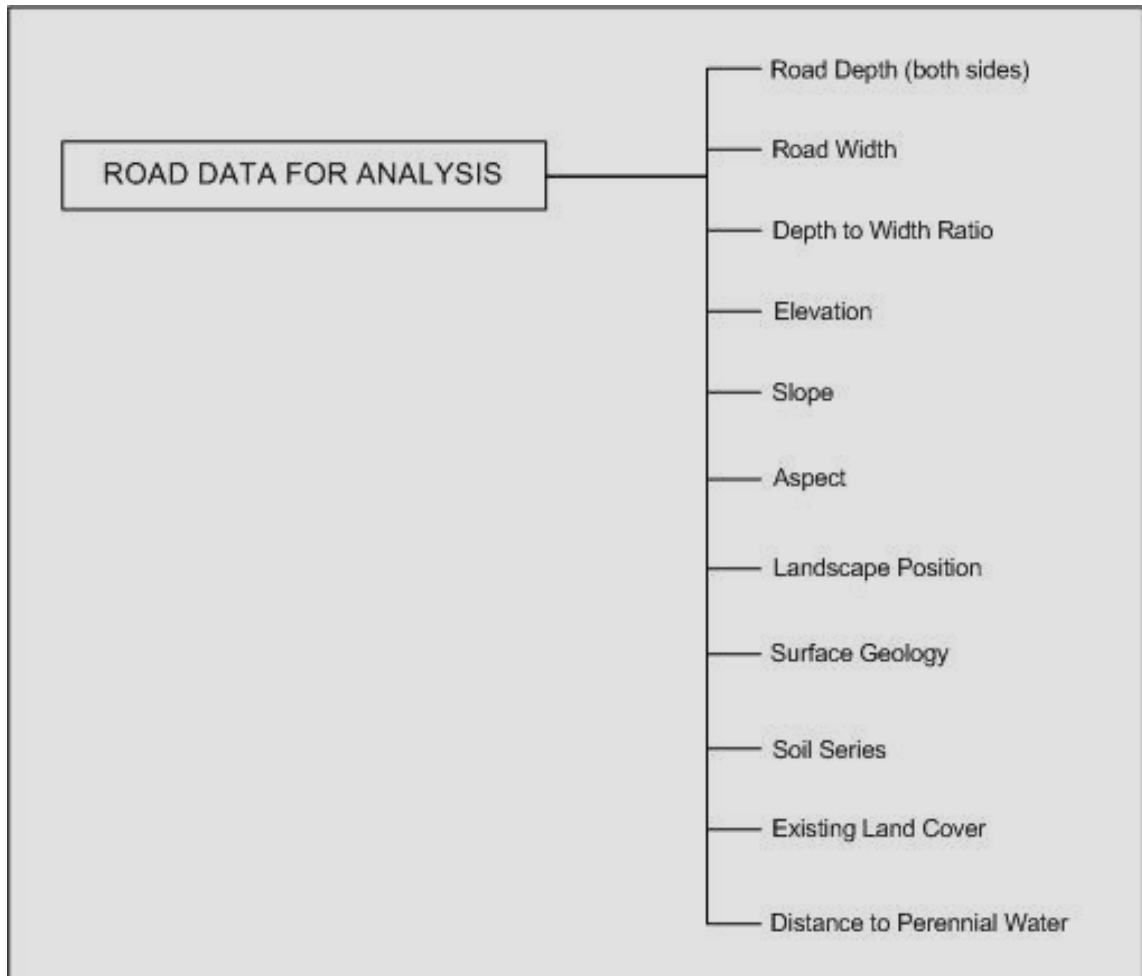 ROAD DATA FOR ANALYSIS
Road Depth (both sides)
Road Width
Depth to Width Ratio
Elevation
Slope
Aspect
Landscape Position
Surface Geology
Soil Series
Existing Land Cover
Distance to Perennial Water